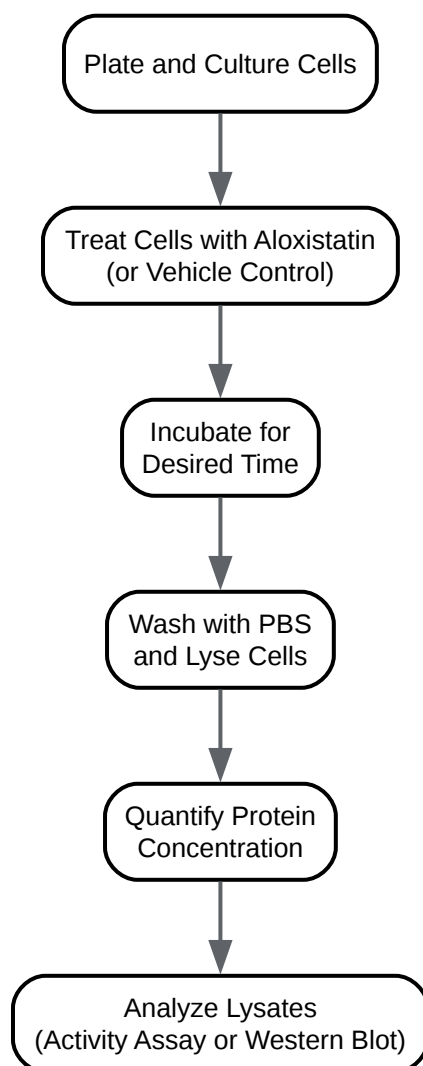 Plate and Culture Cells
Treat Cells with Aloxistatin
(or Vehicle Control)
Incubate for
Desired Time
Wash with PBS
and Lyse Cells
Quantify Protein
Concentration
Analyze Lysates
(Activity Assay or Western Blot)